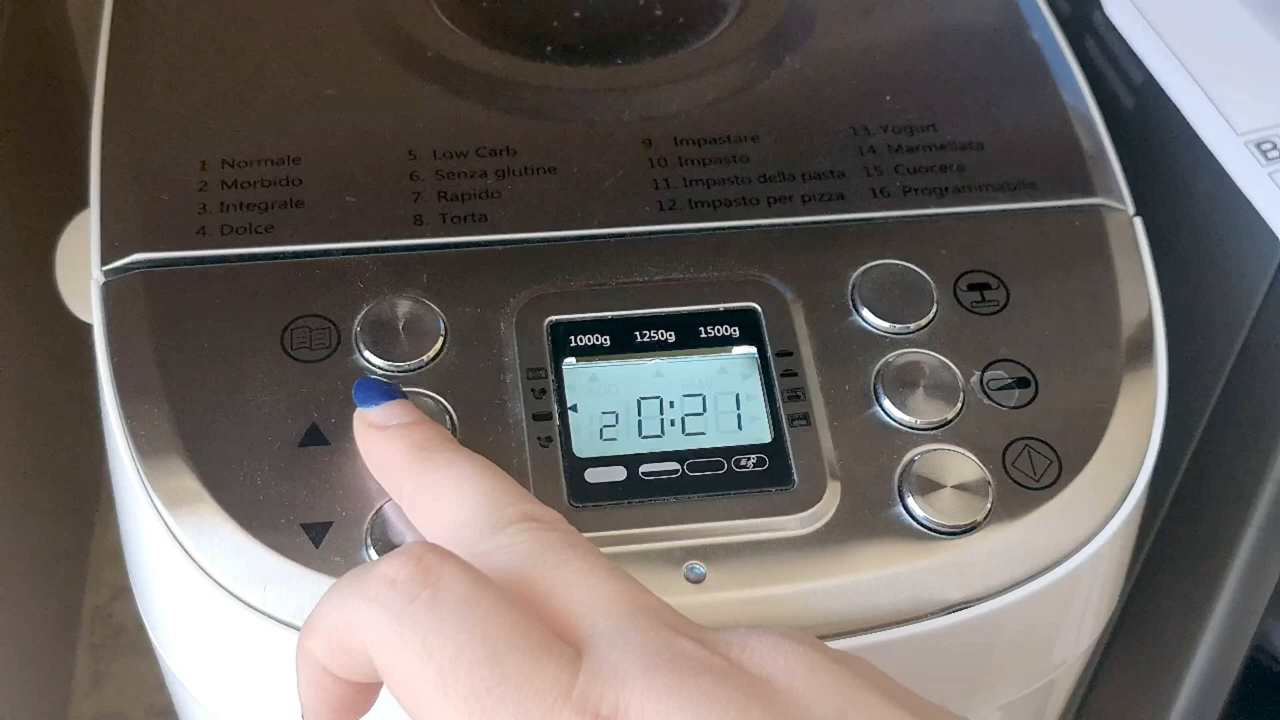 1 Normale
2 Morbido
3. Integrale
4. Dolce
5. Low Carb
6. Senza glutine
7. Rapido
8. Torta
9 Impastare
10 Impasto
11. Impasto della pasta
12. Impasto per pizza
13. Yogurt
14 Marmellata
15 Cuocere
16. Programmabile
1000g 1250g 1500g
2 0:21